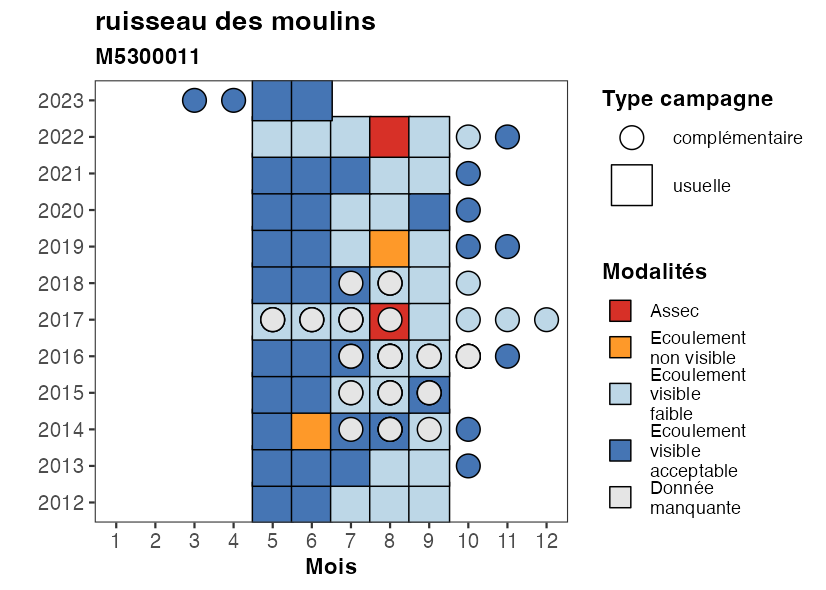 ruisseau des moulins
M5300011
2023
2022
2021
2020
2019
2018
2017
2016
2015
2014
2013
2012
1 2 3 4 5 6 7 8 9 10 11 12
Mois
Type campagne
complémentaire
usuelle
Modalités
Assec
Ecoulement
non visible
Ecoulement
visible
faible
Ecoulement
visible
acceptable
Donnée
manquante